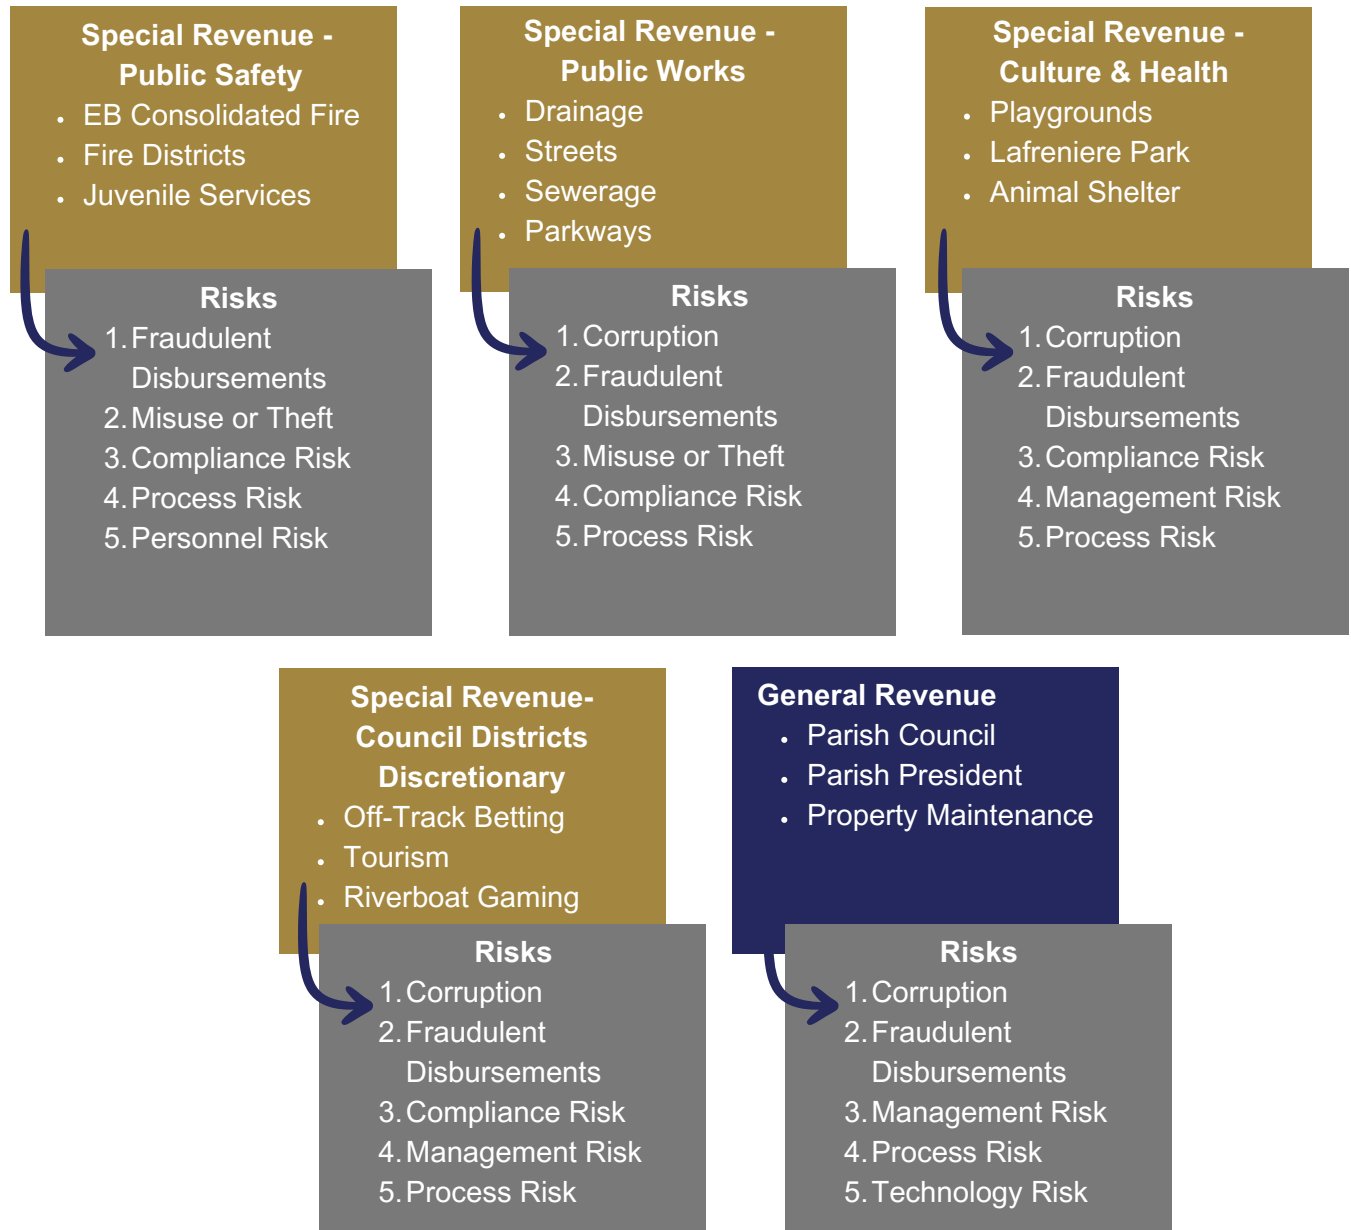 Special Revenue -
Public Safety
• EB Consolidated Fire
• Fire Districts
• Juvenile Services
Risks
1. Fraudulent
Disbursements
2. Misuse or Theft
3. Compliance Risk
4. Process Risk
5. Personnel Risk
Special Revenue -
Public Works
• Drainage
• Streets
• Sewerage
• Parkways
Risks
1. Corruption
2. Fraudulent
Disbursements
3. Misuse or Theft
4. Compliance Risk
5. Process Risk
Special Revenue -
Culture & Health
• Playgrounds
• Lafreniere Park
• Animal Shelter
Risks
1. Corruption
2. Fraudulent
Disbursements
3. Compliance Risk
4. Management Risk
5. Process Risk
Special Revenue-
Council Districts
Discretionary
• Off-Track Betting
• Tourism
• Riverboat Gaming
Risks
1. Corruption
2. Fraudulent
Disbursements
3. Compliance Risk
4. Management Risk
5. Process Risk
General Revenue
• Parish Council
• Parish President
• Property Maintenance
Risks
1. Corruption
2. Fraudulent
Disbursements
3. Management Risk
4. Process Risk
5. Technology Risk